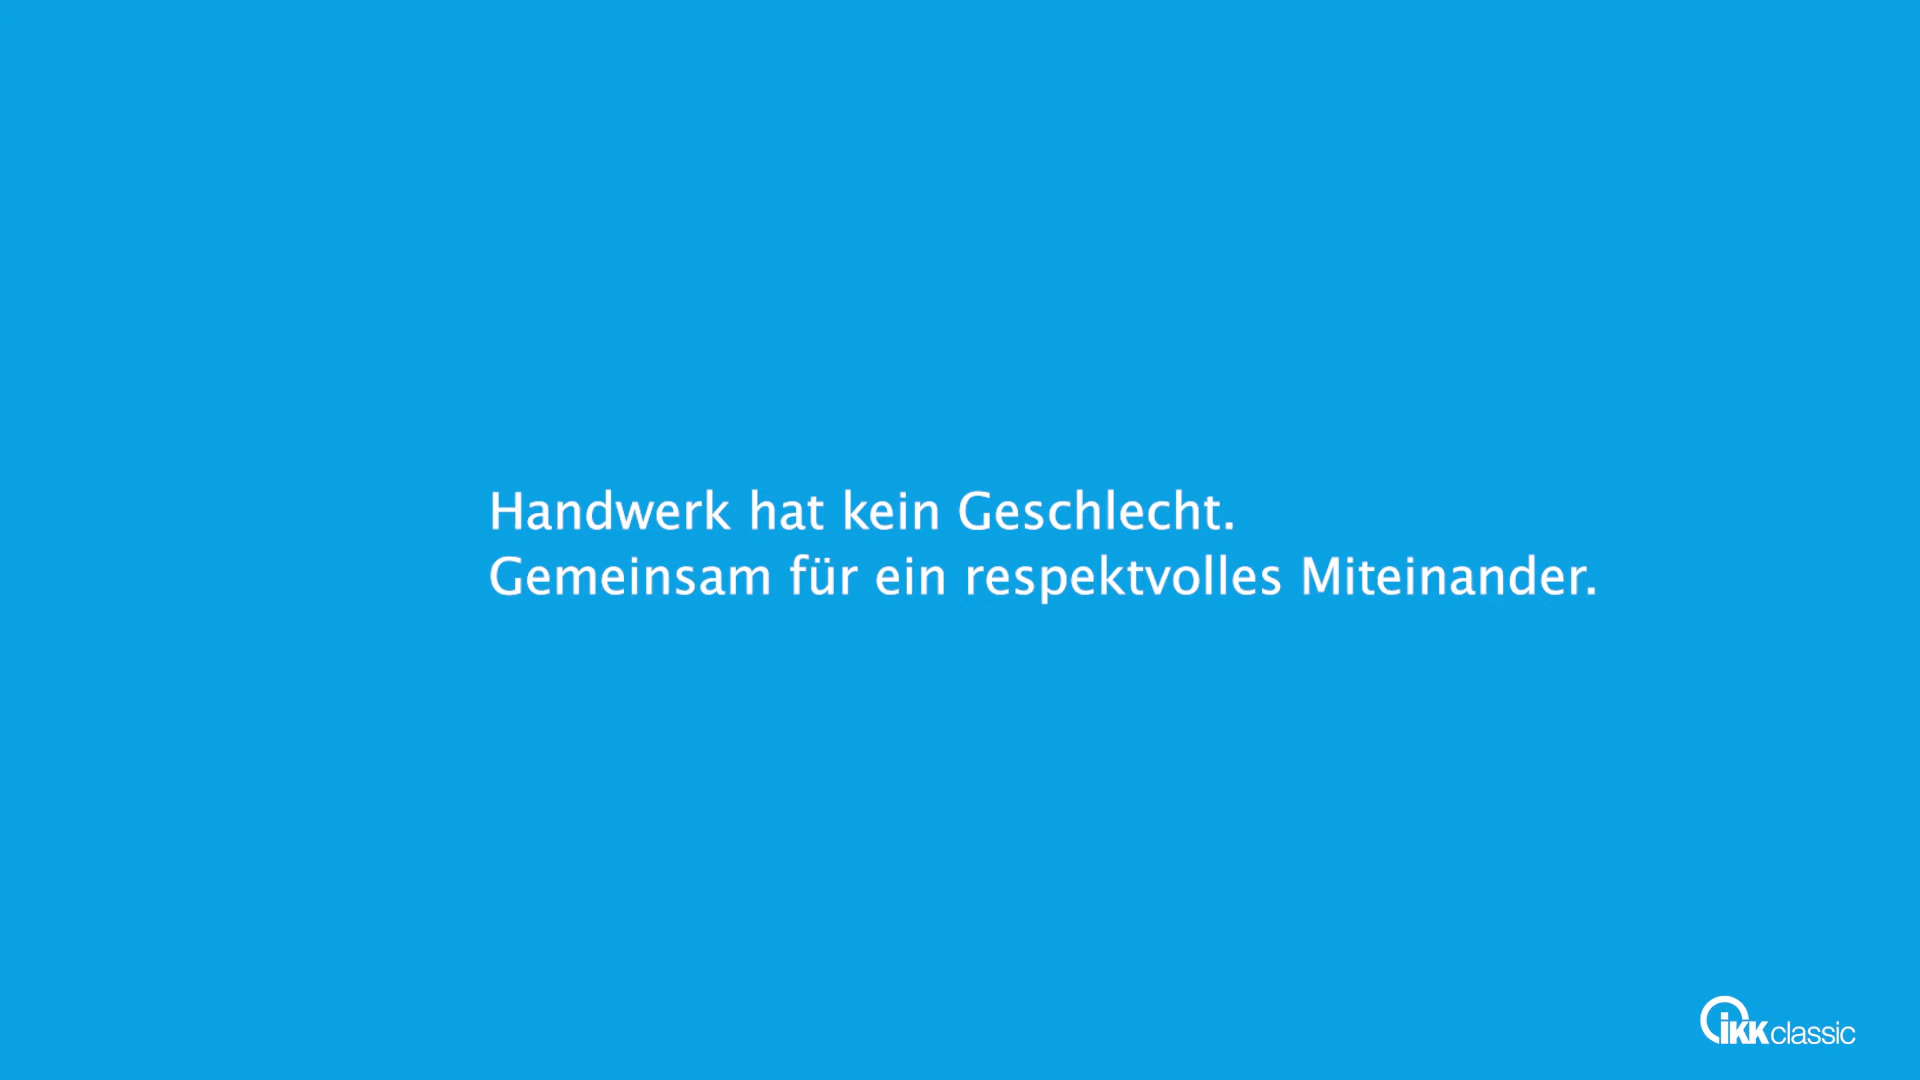 Handwerk hat kein Geschlecht.
Gemeinsam für ein respektvolles Miteinander.
iKK classic